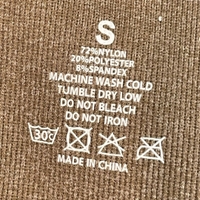 S
72%NYLON
20%POLYESTER
8%SPANDEX
MACHINE WASH COLD
TUMBLE DRY LOW
DO NOT BLEACH
DO NOT IRON
30°
MADE IN CHINA